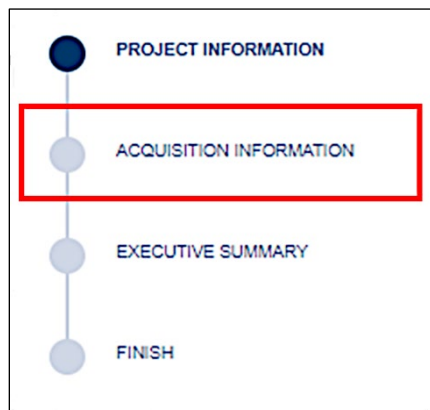 PROJECT INFORMATION
ACQUISITION INFORMATION
EXECUTIVE SUMMARY
FINISH